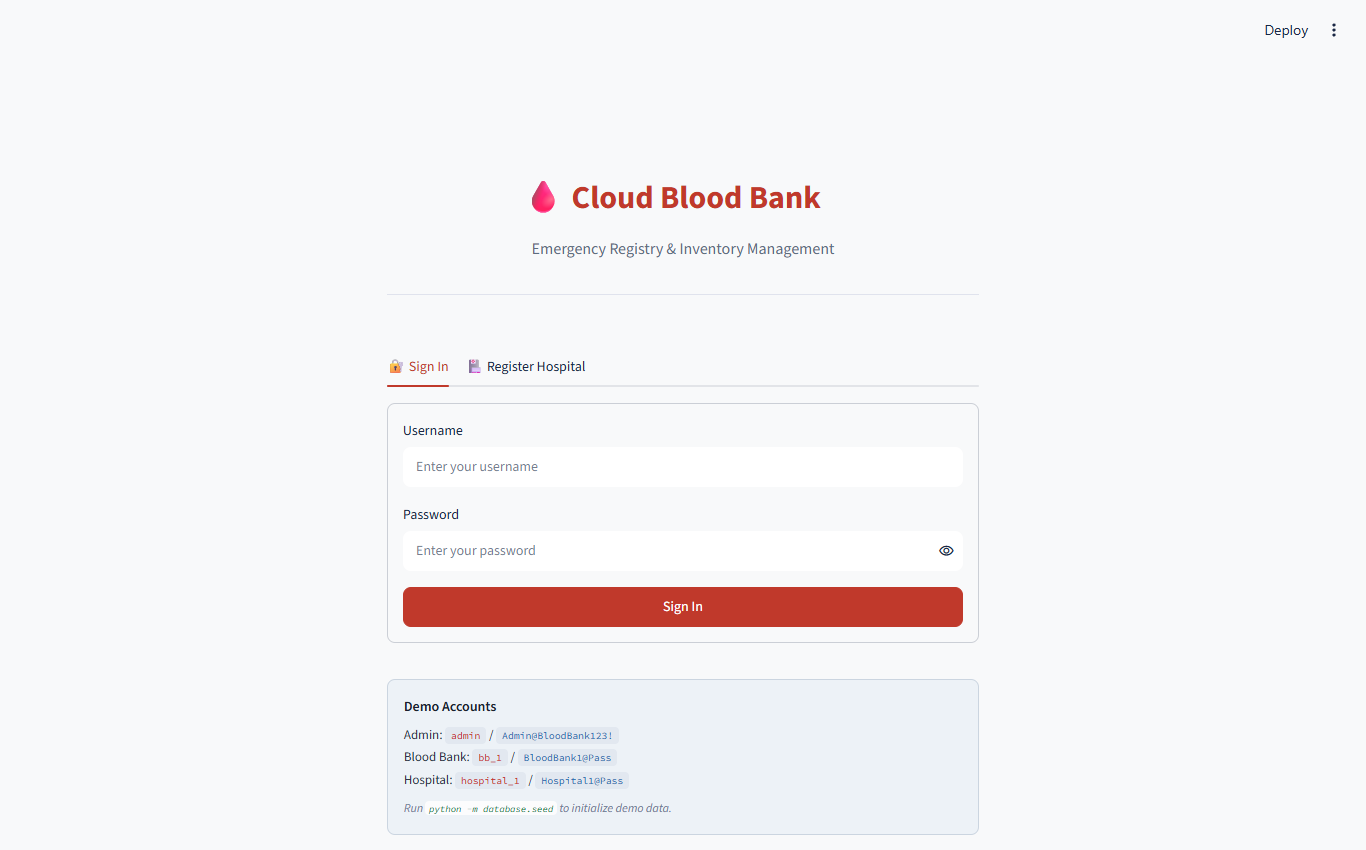 Deploy
Cloud Blood Bank
Emergency Registry & Inventory Management
Sign In Register Hospital
Username
Enter your username
Password
Enter your password
Sign In
Demo Accounts
Admin: admin / Admin@BloodBank123!
Blood Bank: bb_1 / BloodBank1@Pass
Hospital: hospital_1 / Hospital1@Pass
Run python -m database.seed to initialize demo data.